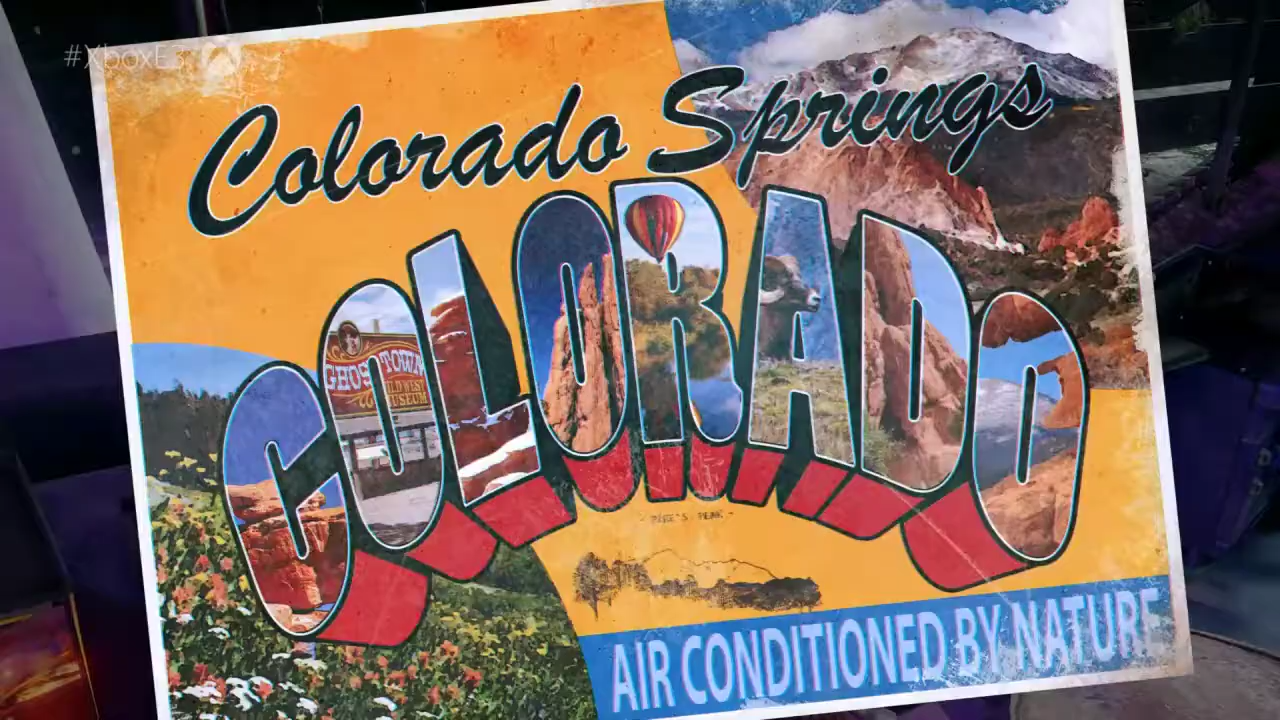 #XboxE3
Colorado Springs
COLORADO
GHOST TOWN
WILD WEST
MUSEUM
- PIKE'S PEAK -
AIR CONDITIONED BY NATURE